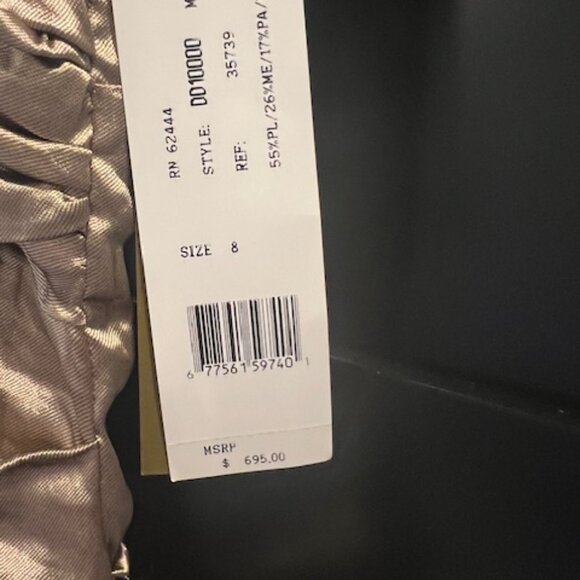 RN 62444
STYLE: DD10000
REF: 35739
55%PL/26%ME/17%PA/
SIZE 8
6 77561 59740 1
MSRP
$ 695.00